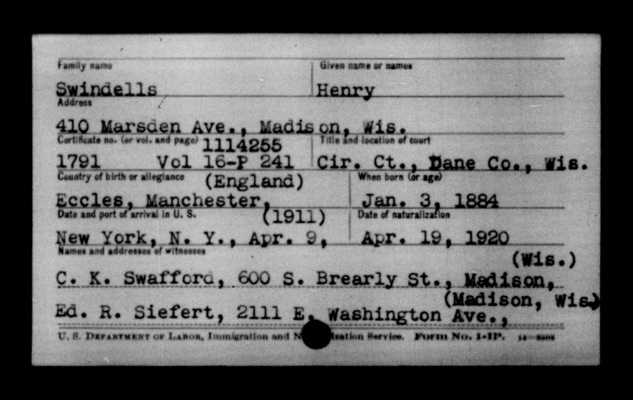 Family name Given name or names
Swindells Henry
Address
410 Marsden Ave., Madison, Wis.
Certificate no. (or vol. and page) 1114255 Title and location of court
1791 Vol 16-P 241 Cir. Ct., Dane Co., Wis.
Country of birth or allegiance (England) When born (or age)
Eccles, Manchester, Jan. 3, 1884
Date and port of arrival in U. S. (1911) Date of naturalization
New York, N. Y., Apr. 9, Apr. 19, 1920
Names and addresses of witnesses (Wis.)
C. K. Swafford, 600 S. Brearly St., Madison,
(Madison, Wis)
Ed. R. Siefert, 2111 E. Washington Ave.,
U. S. Department of Labor, Immigration and N ization Service. Form No. 1-IP.